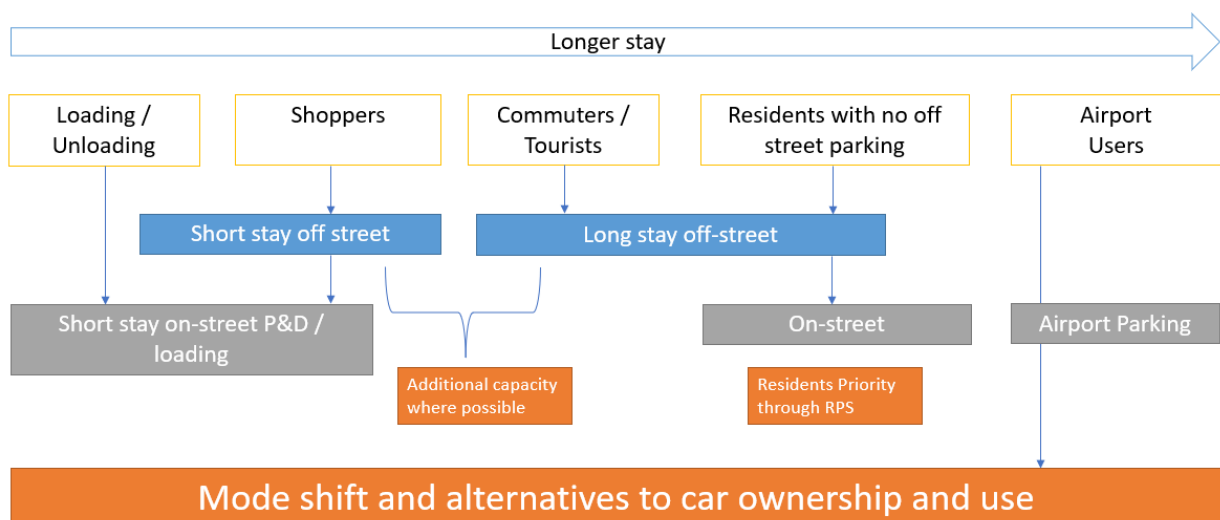 Longer stay
Loading /
Unloading
Shoppers
Commuters /
Tourists
Residents with no off
street parking
Airport
Users
Short stay off street
Long stay off-street
Short stay on-street P&D /
loading
On-street
Airport Parking
Additional capacity
where possible
Residents Priority
through RPS
Mode shift and alternatives to car ownership and use